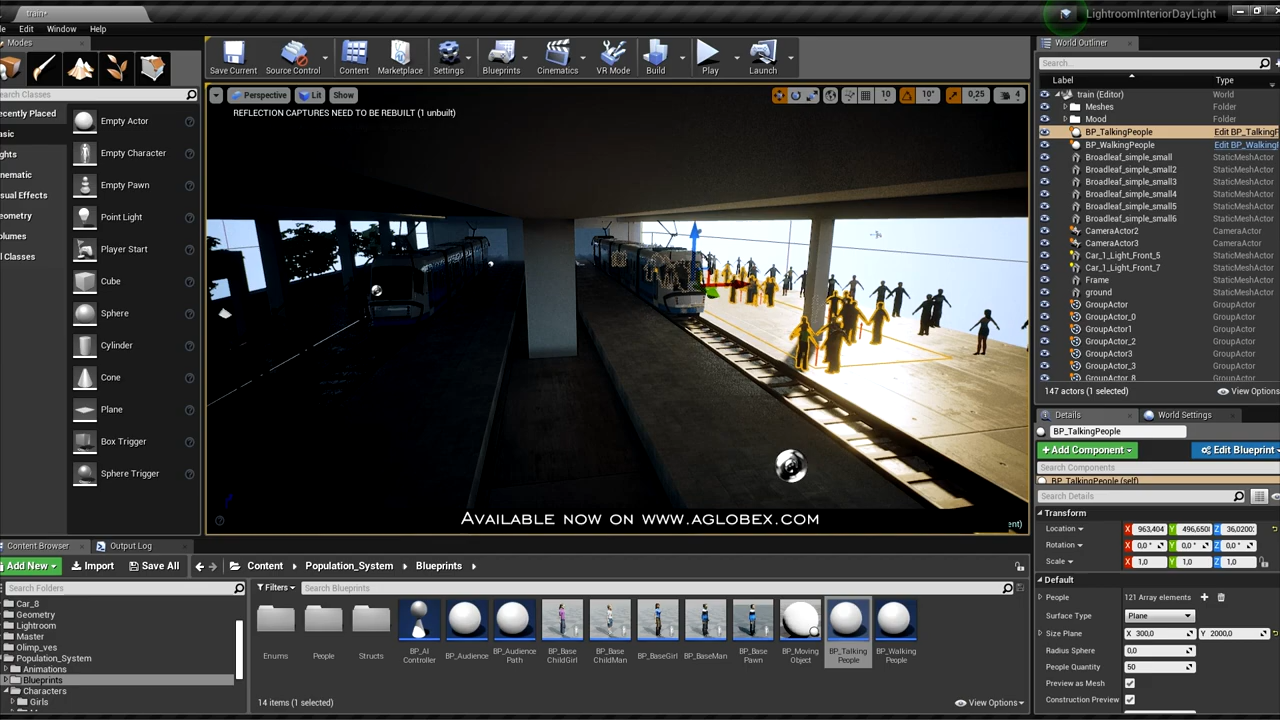 train*
LightroomInteriorDayLight
Edit Window Help
Modes
Save Current Source Control Content Marketplace Settings Blueprints Cinematics VR Mode Build Play Launch
Search Classes
Recently Placed
Basic
Lights
Cinematic
Visual Effects
Geometry
Volumes
All Classes
Empty Actor
Empty Character
Empty Pawn
Point Light
Player Start
Cube
Sphere
Cylinder
Cone
Plane
Box Trigger
Sphere Trigger
Perspective Lit Show
10 10° 0,25 4
REFLECTION CAPTURES NEED TO BE REBUILT (1 unbuilt)
Available now on www.aglobex.com
ent)
World Outliner
Search...
Label Type
train (Editor) World
Meshes Folder
Mood Folder
BP_TalkingPeople Edit BP_TalkingP
BP_WalkingPeople Edit BP_WalkingI
Broadleaf_simple_small StaticMeshActor
Broadleaf_simple_small2 StaticMeshActor
Broadleaf_simple_small3 StaticMeshActor
Broadleaf_simple_small4 StaticMeshActor
Broadleaf_simple_small5 StaticMeshActor
Broadleaf_simple_small6 StaticMeshActor
CameraActor2 CameraActor
CameraActor3 CameraActor
Car_1_Light_Front_5 StaticMeshActor
Car_1_Light_Front_7 StaticMeshActor
Frame StaticMeshActor
ground StaticMeshActor
GroupActor GroupActor
GroupActor_0 GroupActor
GroupActor1 GroupActor
GroupActor_2 GroupActor
GroupActor3 GroupActor
GroupActor_3 GroupActor
GroupActor_8 GroupActor
147 actors (1 selected) View Options
Details World Settings
BP_TalkingPeople
+Add Component Edit Blueprint
Search Components
BP_TalkingPeople (self)
Search Details
Transform
Location X 963,404 Y 496,6508 Z 36,0200
Rotation X 0,0° Y 0,0° Z 0,0°
Scale X 1,0 Y 1,0 Z 1,0
Default
People 121 Array elements
Surface Type Plane
Size Plane X 300,0 Y 2000,0
Radius Sphere 0,0
People Quantity 50
Preview as Mesh
Construction Preview
Content Browser Output Log
Add New Import Save All Content Population_System Blueprints
Search Folders
Filters Search Blueprints
Car_8
Geometry
Lightroom
Master
Olimp_ves
Population_System
Animations
Blueprints
Characters
Girls
Enums
People
Structs
BP_AI Controller
BP_Audience
BP_Audience Path
BP_Base ChildGirl
BP_Base ChildMan
BP_BaseGirl
BP_BaseMan
BP_Base Pawn
BP_Moving Object
BP_Talking People
BP_Walking People
14 items (1 selected) View Options